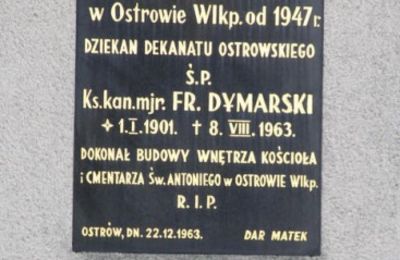 w Ostrowie Wlkp. od 1947 r.
DZIEKAN DEKANATU OSTROWSKIEGO
Ś.P.
Ks. kan. mjr. FR. DYMARSKI
✧ 1.I.1901. † 8. VIII. 1963.
DOKONAŁ BUDOWY WNĘTRZA KOŚCIOŁA
i CMENTARZA Św. ANTONIEGO w OSTROWIE Wlkp.
R. I. P.
OSTRÓW, DN. 22.12.1963. DAR MATEK